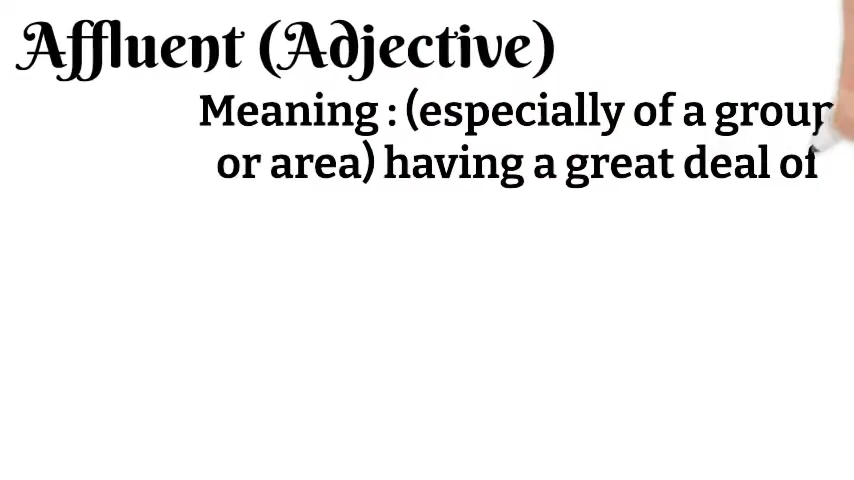 Affluent (Adjective)
Meaning : (especially of a group
or area) having a great deal of